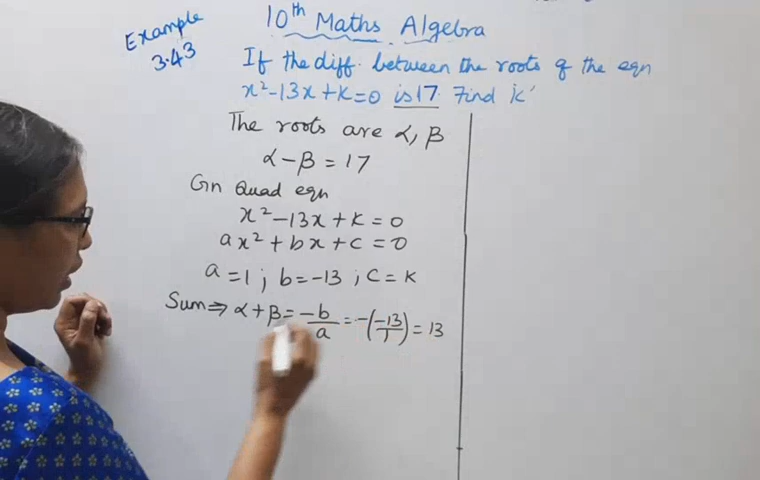 10th Maths Algebra
Example
3.43
If the diff. between the roots of the eqn
x²-13x+K=0 is 17. Find 'K'
The roots are α, β
α-β = 17
Gn Quad eqn
x²-13x+K = 0
ax²+bx+c = 0
a = 1 ; b = -13 ; C = K
Sum ⇒ α+β = -b/a = -(-13/1) = 13